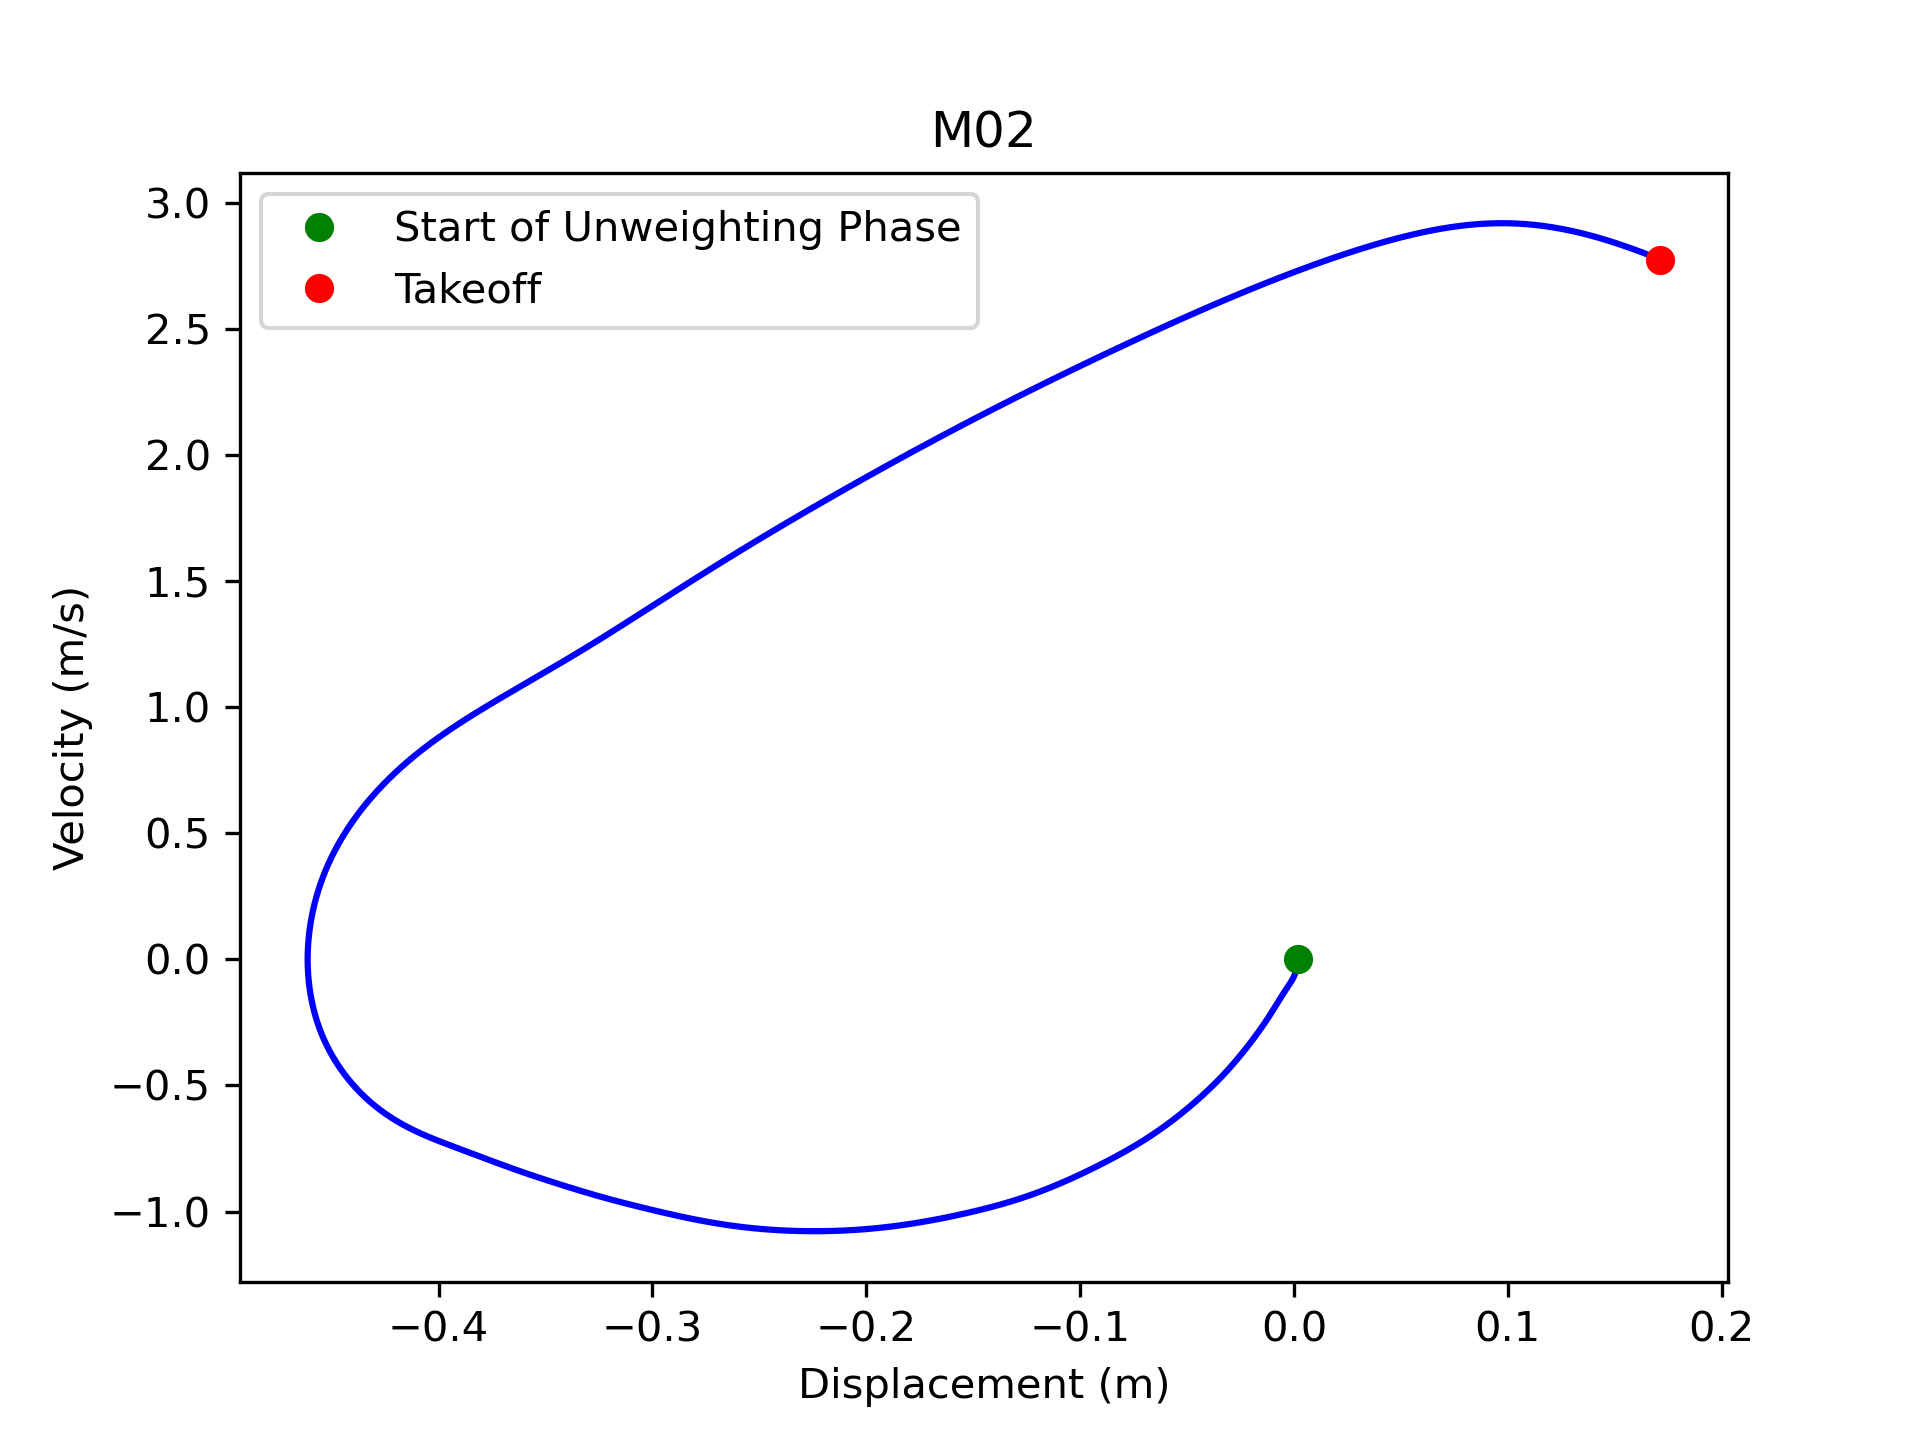 M02
Start of Unweighting Phase
Takeoff
3.0
2.5
2.0
1.5
1.0
0.5
0.0
−0.5
−1.0
Velocity (m/s)
−0.4 −0.3 −0.2 −0.1 0.0 0.1 0.2
Displacement (m)